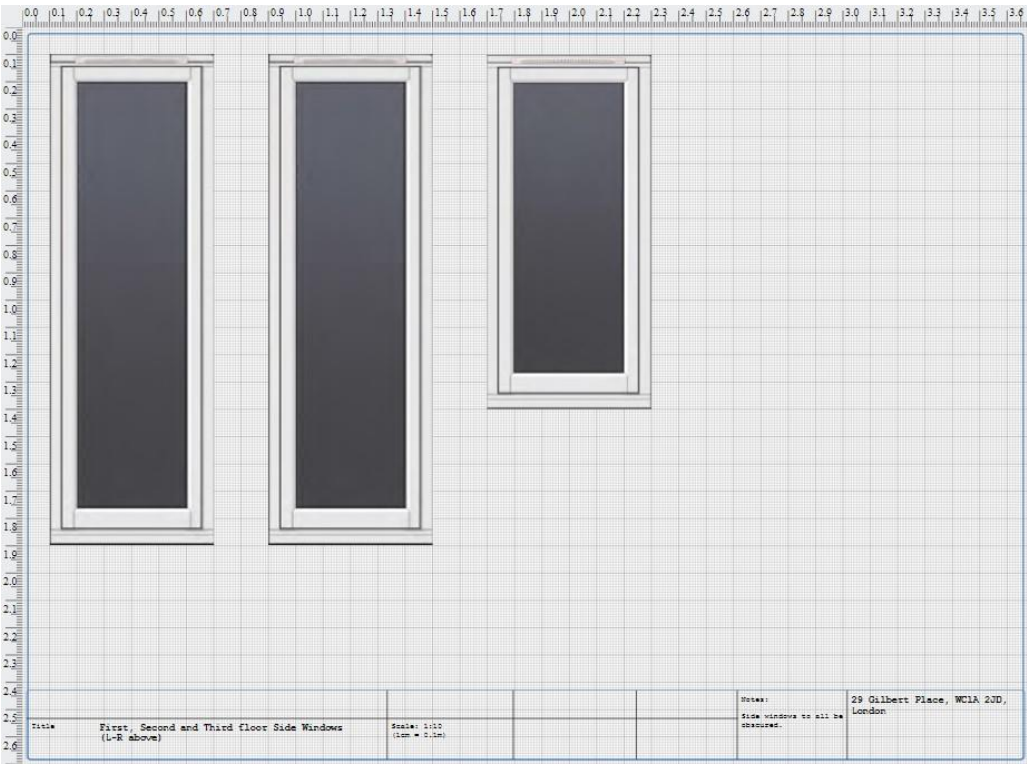 0.0 0.1 0.2 0.3 0.4 0.5 0.6 0.7 0.8 0.9 1.0 1.1 1.2 1.3 1.4 1.5 1.6 1.7 1.8 1.9 2.0 2.1 2.2 2.3 2.4 2.5 2.6 2.7 2.8 2.9 3.0 3.1 3.2 3.3 3.4 3.5 3.6
0.0
0.1
0.2
0.3
0.4
0.5
0.6
0.7
0.8
0.9
1.0
1.1
1.2
1.3
1.4
1.5
1.6
1.7
1.8
1.9
2.0
2.1
2.2
2.3
2.4
2.5
2.6
Title
First, Second and Third floor Side Windows
(L-R above)
Scale: 1:10
(1cm = 0.1m)
Notes:
Side windows to all be
obscured.
29 Gilbert Place, WC1A 2JD,
London